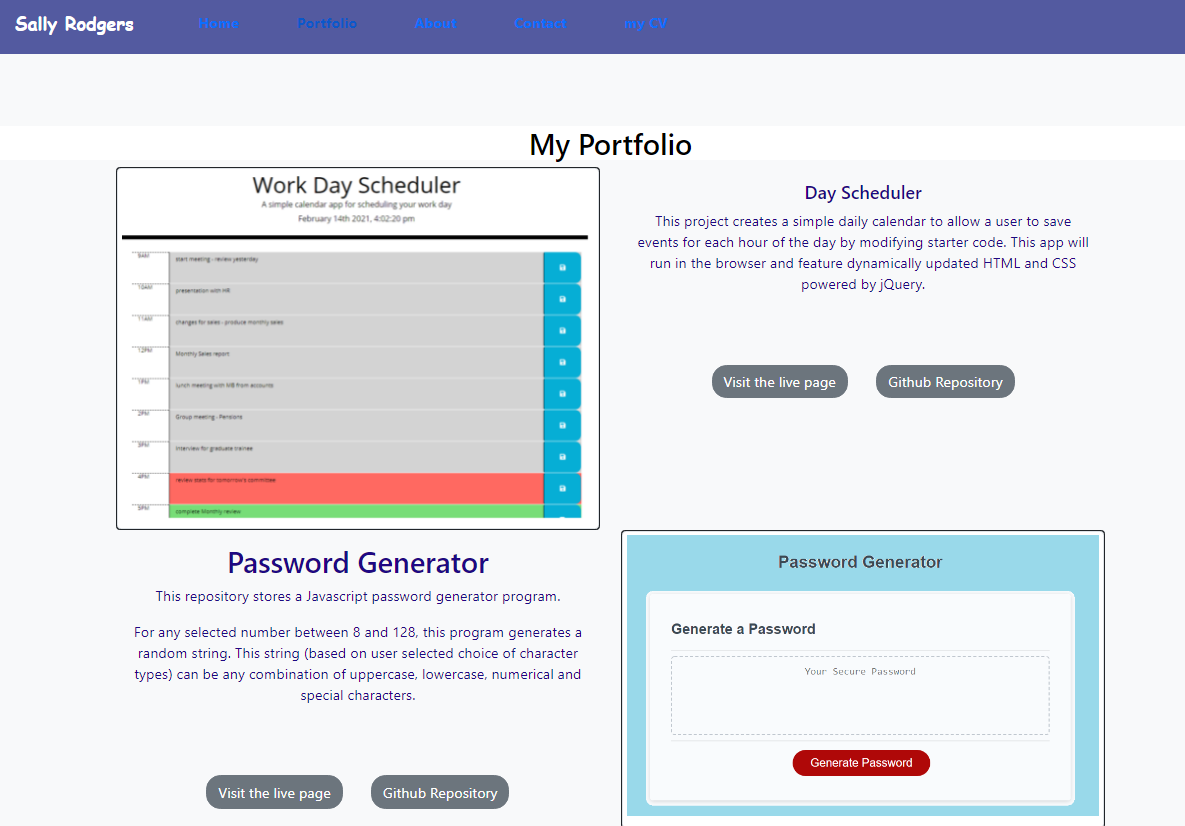 Sally Rodgers Home Portfolio About Contact my CV
My Portfolio
Work Day Scheduler
A simple calendar app for scheduling your work day
February 14th 2021, 4:02:20 pm
9AM start meeting - review yesterday
10AM presentation with HR
11AM changes for sales - produce monthly sales
12PM Monthly Sales report
1PM lunch meeting with MB from accounts
2PM Group meeting - Pensions
3PM Interview for graduate trainee
4PM review stats for tomorrow's committee
5PM complete Monthly review
Day Scheduler
This project creates a simple daily calendar to allow a user to save
events for each hour of the day by modifying starter code. This app will
run in the browser and feature dynamically updated HTML and CSS
powered by jQuery.
Visit the live page Github Repository
Password Generator
This repository stores a Javascript password generator program.
For any selected number between 8 and 128, this program generates a
random string. This string (based on user selected choice of character
types) can be any combination of uppercase, lowercase, numerical and
special characters.
Visit the live page Github Repository
Password Generator
Generate a Password
Your Secure Password
Generate Password